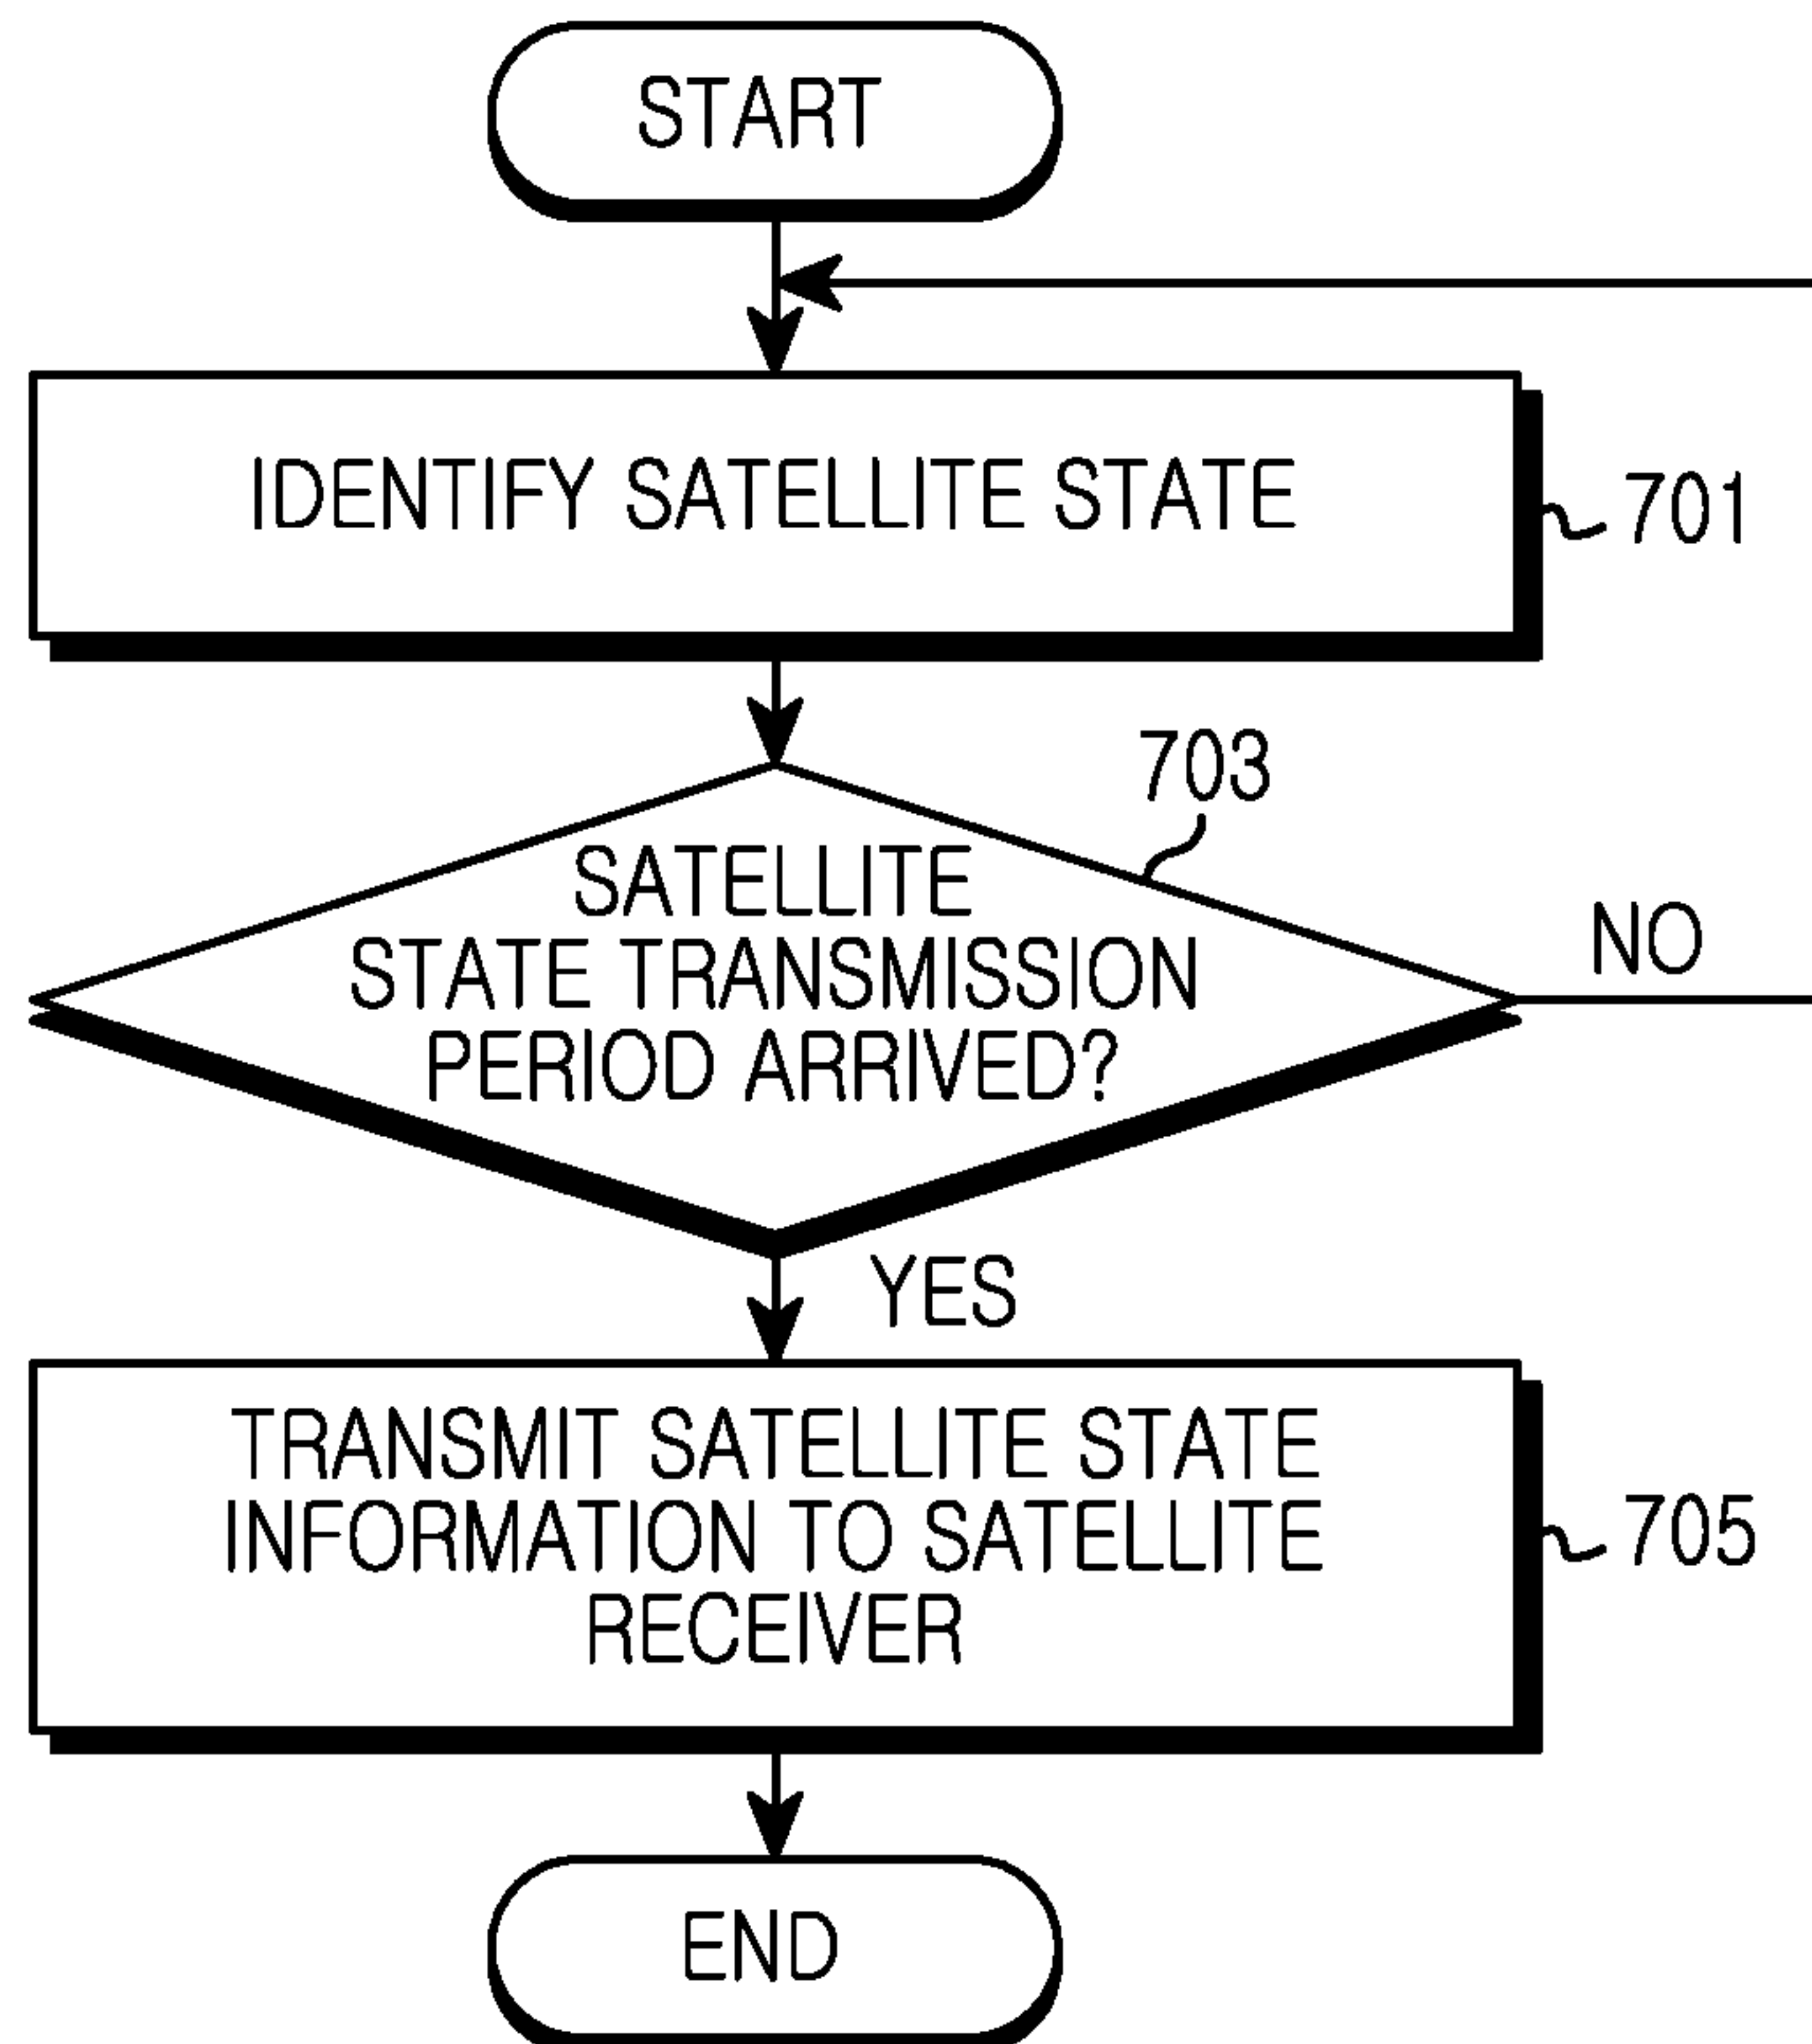 START
IDENTIFY SATELLITE STATE
701
703
SATELLITE
STATE TRANSMISSION
PERIOD ARRIVED?
NO
YES
TRANSMIT SATELLITE STATE
INFORMATION TO SATELLITE
RECEIVER
705
END